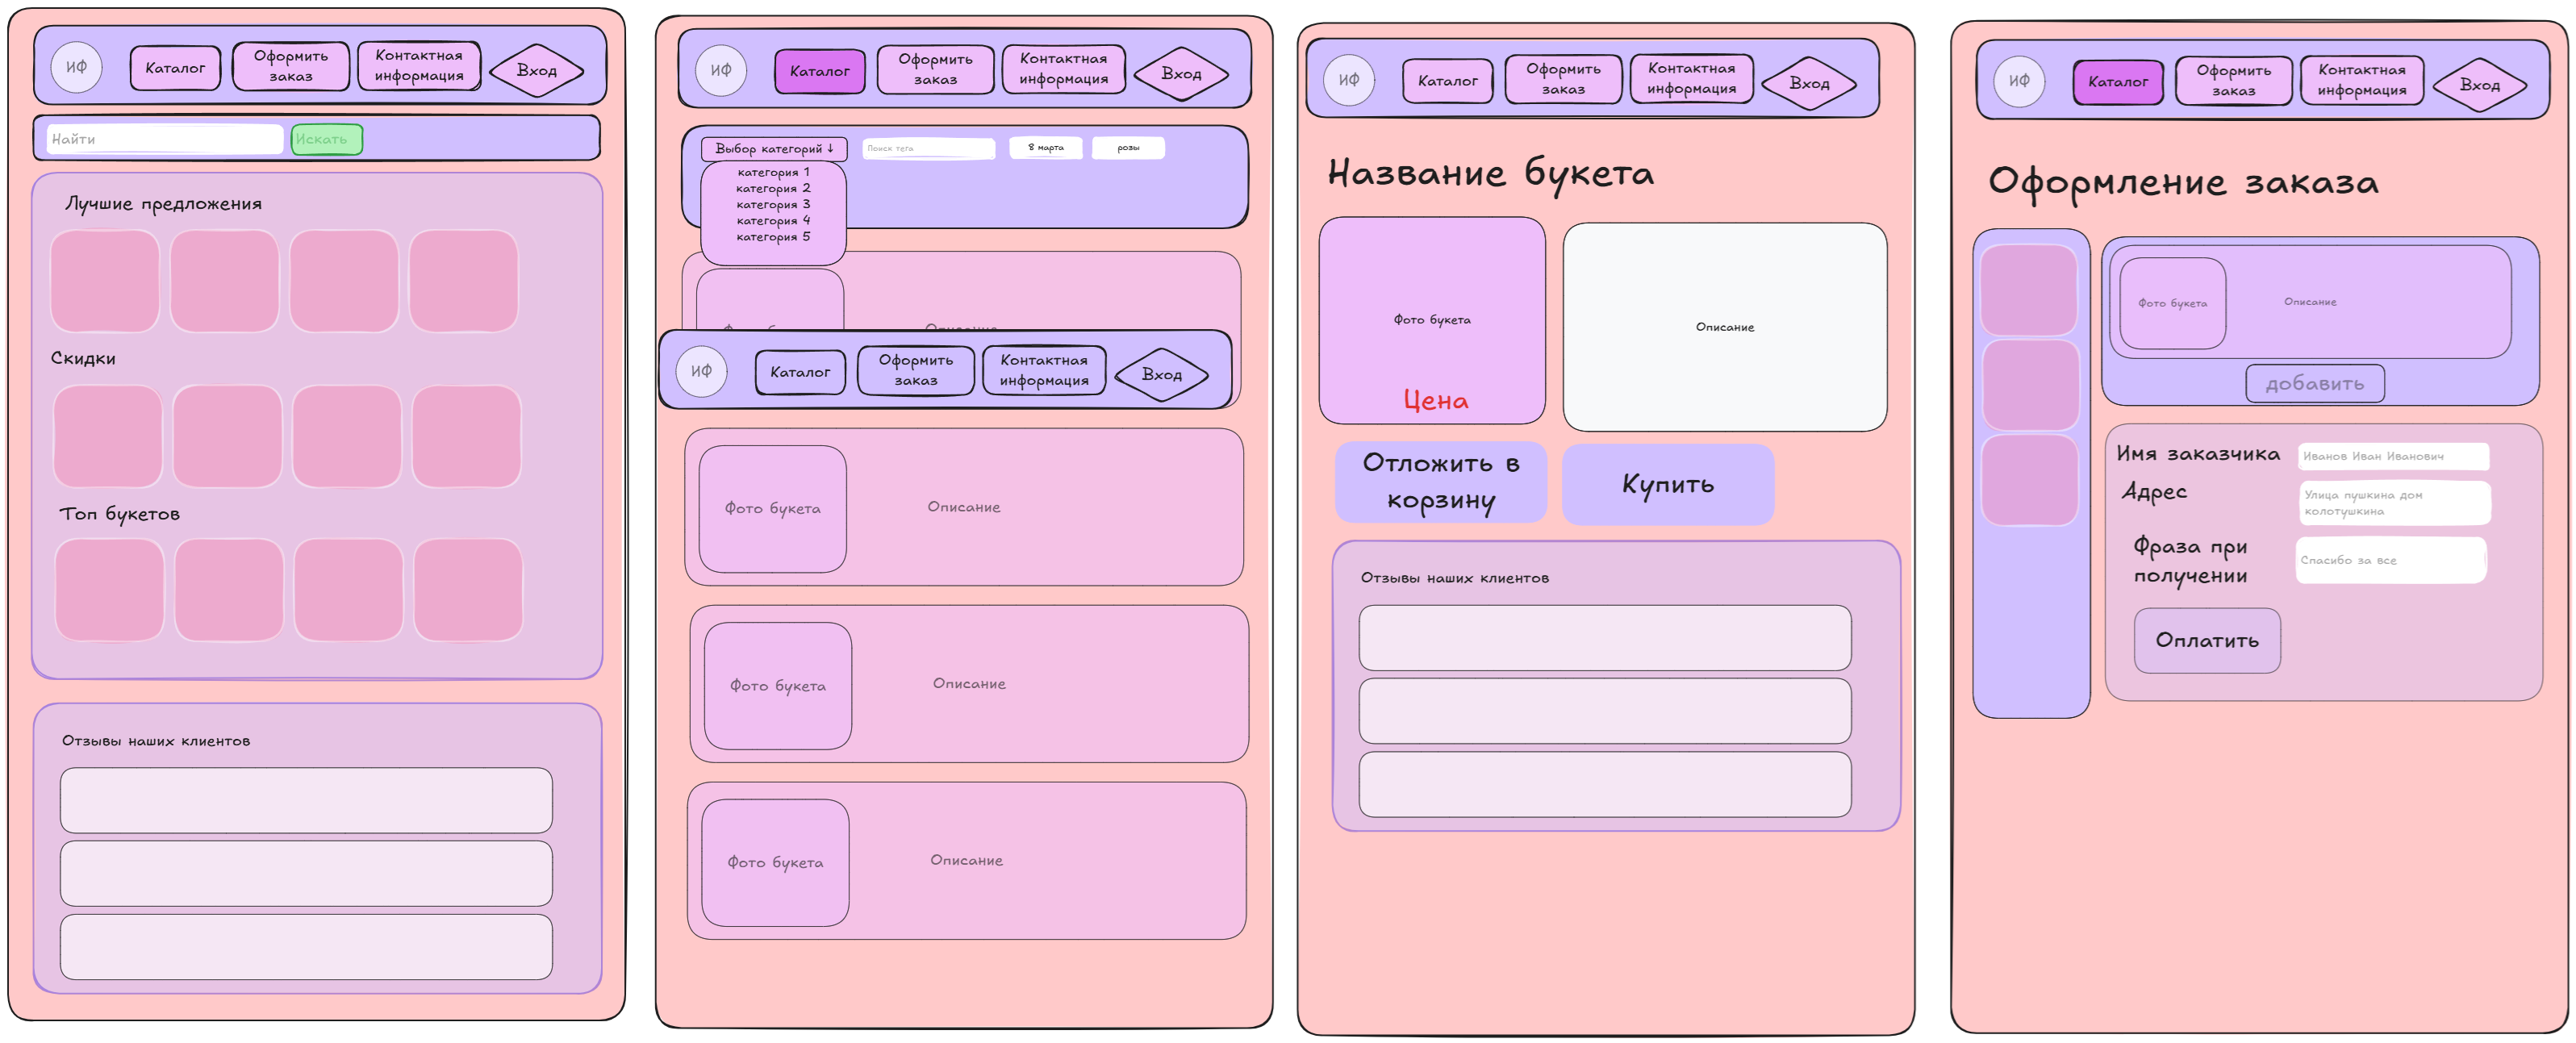 ИФ
Каталог
Оформить
заказ
Контактная
информация
Вход
Найти
Искать
Лучшие предложения
Скидки
Топ букетов
Отзывы наших клиентов
ИФ
Каталог
Оформить
заказ
Контактная
информация
Вход
Выбор категорий ↓
Поиск тега
8 марта
розы
категория 1
категория 2
категория 3
категория 4
категория 5
ИФ
Каталог
Оформить
заказ
Контактная
информация
Вход
Фото букета
Описание
Фото букета
Описание
Фото букета
Описание
ИФ
Каталог
Оформить
заказ
Контактная
информация
Вход
Название букета
Фото букета
Цена
Описание
Отложить в
корзину
Купить
Отзывы наших клиентов
ИФ
Каталог
Оформить
заказ
Контактная
информация
Вход
Оформление заказа
Фото букета
Описание
добавить
Имя заказчика
Иванов Иван Иванович
Адрес
Улица пушкина дом
колотушкина
Фраза при
получении
Спасибо за все
Оплатить